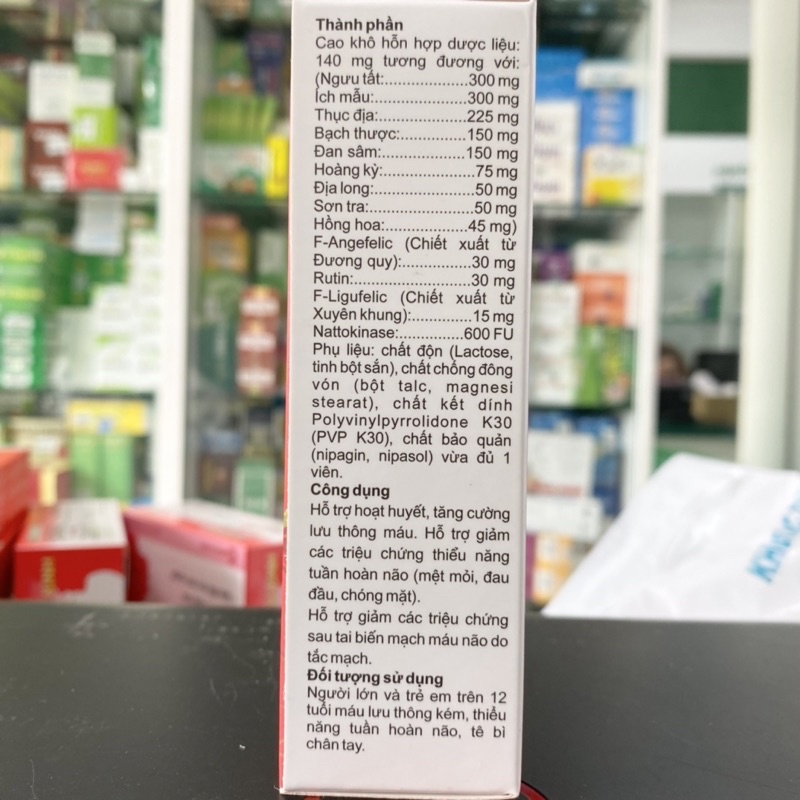 Thành phần
Cao khô hỗn hợp dược liệu:
140 mg tương đương với:
(Ngưu tất:....................300 mg
Ích mẫu:......................300 mg
Thục địa:.....................225 mg
Bạch thược:................150 mg
Đan sâm:....................150 mg
Hoàng kỳ:.....................75 mg
Địa long:.......................50 mg
Sơn tra:........................50 mg
Hồng hoa:....................45 mg)
F-Angefelic (Chiết xuất từ
Đương quy):................30 mg
Rutin:............................30 mg
F-Ligufelic (Chiết xuất từ
Xuyên khung):..............15 mg
Nattokinase:...............600 FU
Phụ liệu: chất độn (Lactose,
tinh bột sắn), chất chống đông
vón (bột talc, magnesi
stearat), chất kết dính
Polyvinylpyrrolidone K30
(PVP K30), chất bảo quản
(nipagin, nipasol) vừa đủ 1
viên.
Công dụng
Hỗ trợ hoạt huyết, tăng cường
lưu thông máu. Hỗ trợ giảm
các triệu chứng thiểu năng
tuần hoàn não (mệt mỏi, đau
đầu, chóng mặt).
Hỗ trợ giảm các triệu chứng
sau tai biến mạch máu não do
tắc mạch.
Đối tượng sử dụng
Người lớn và trẻ em trên 12
tuổi máu lưu thông kém, thiểu
năng tuần hoàn não, tê bì
chân tay.